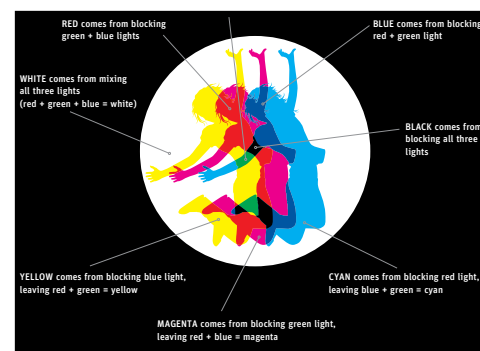 RED comes from blocking
green + blue lights
BLUE comes from blocking
red + green light
WHITE comes from mixing
all three lights
(red + green + blue = white)
BLACK comes from
blocking all three
lights
YELLOW comes from blocking blue light,
leaving red + green = yellow
CYAN comes from blocking red light,
leaving blue + green = cyan
MAGENTA comes from blocking green light,
leaving red + blue = magenta